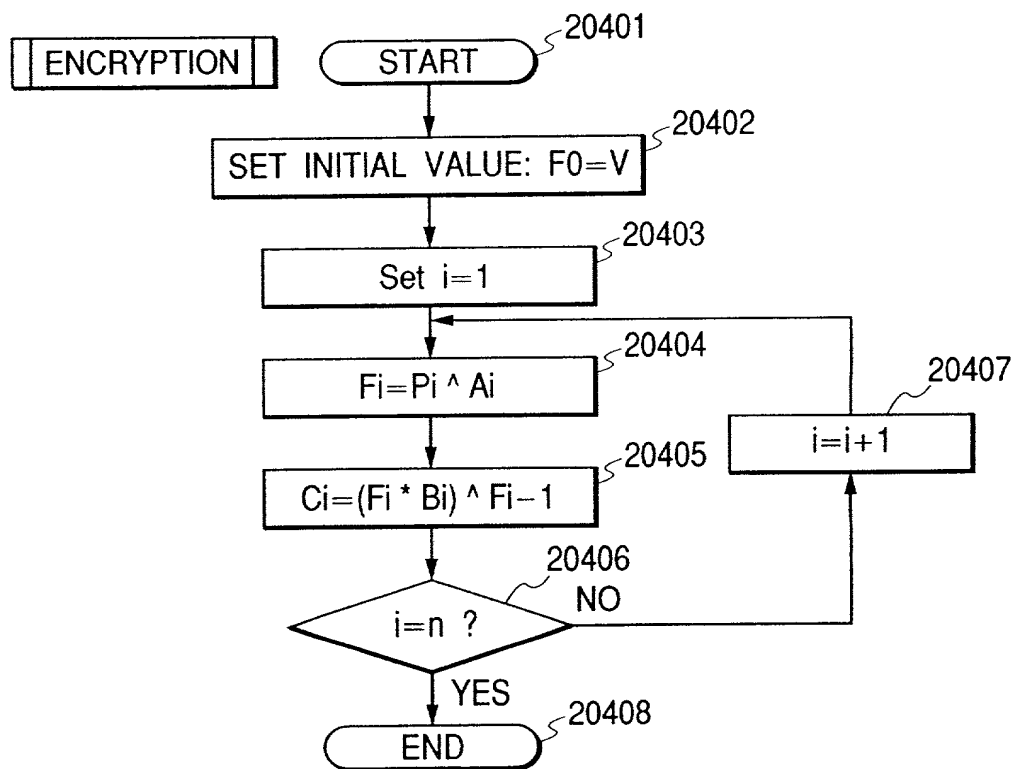 ENCRYPTION
START
20401
SET INITIAL VALUE: F0=V
20402
Set i=1
20403
Fi=Pi ^ Ai
20404
i=i+1
20407
Ci=(Fi * Bi) ^ Fi-1
20405
i=n ?
20406
NO
YES
END
20408